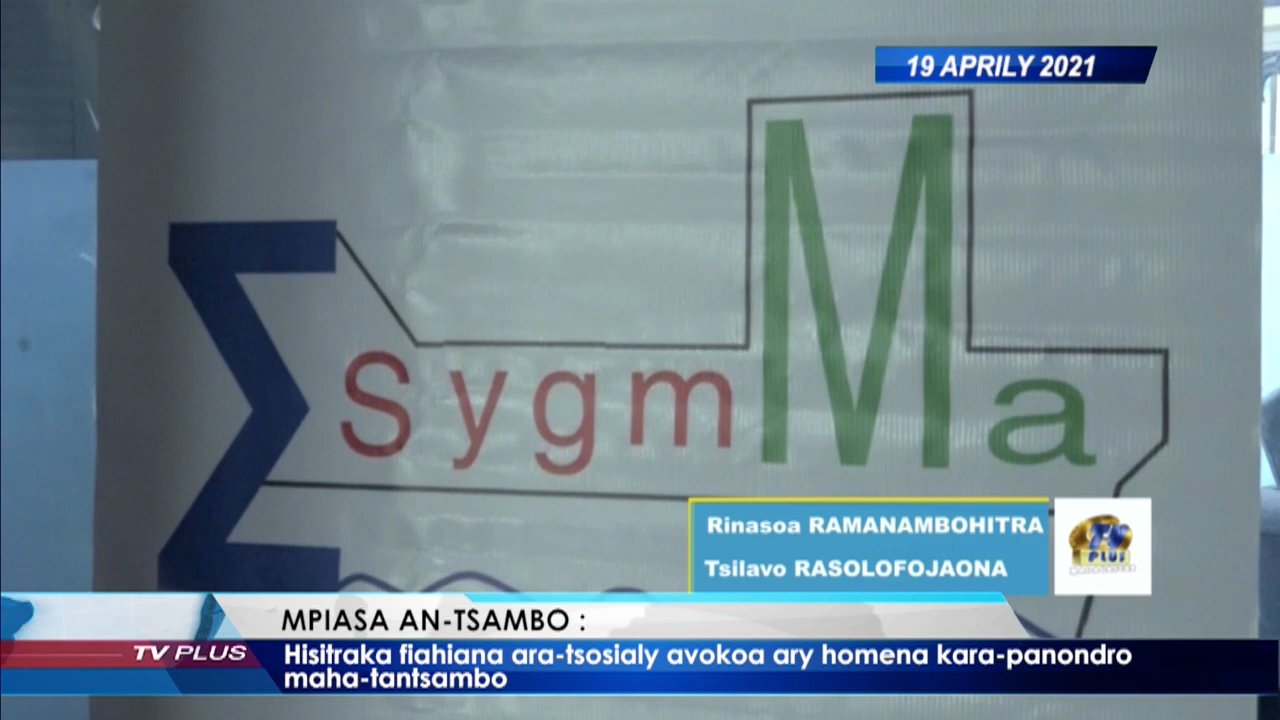 19 APRILY 2021
Σ
SygmMa
Rinasoa RAMANAMBOHITRA
Tsilavo RASOLOFOJAONA
PLUS
MPIASA AN-TSAMBO :
TV PLUS
Hisitraka fiahiana ara-tsosialy avokoa ary homena kara-panondro
maha-tantsambo